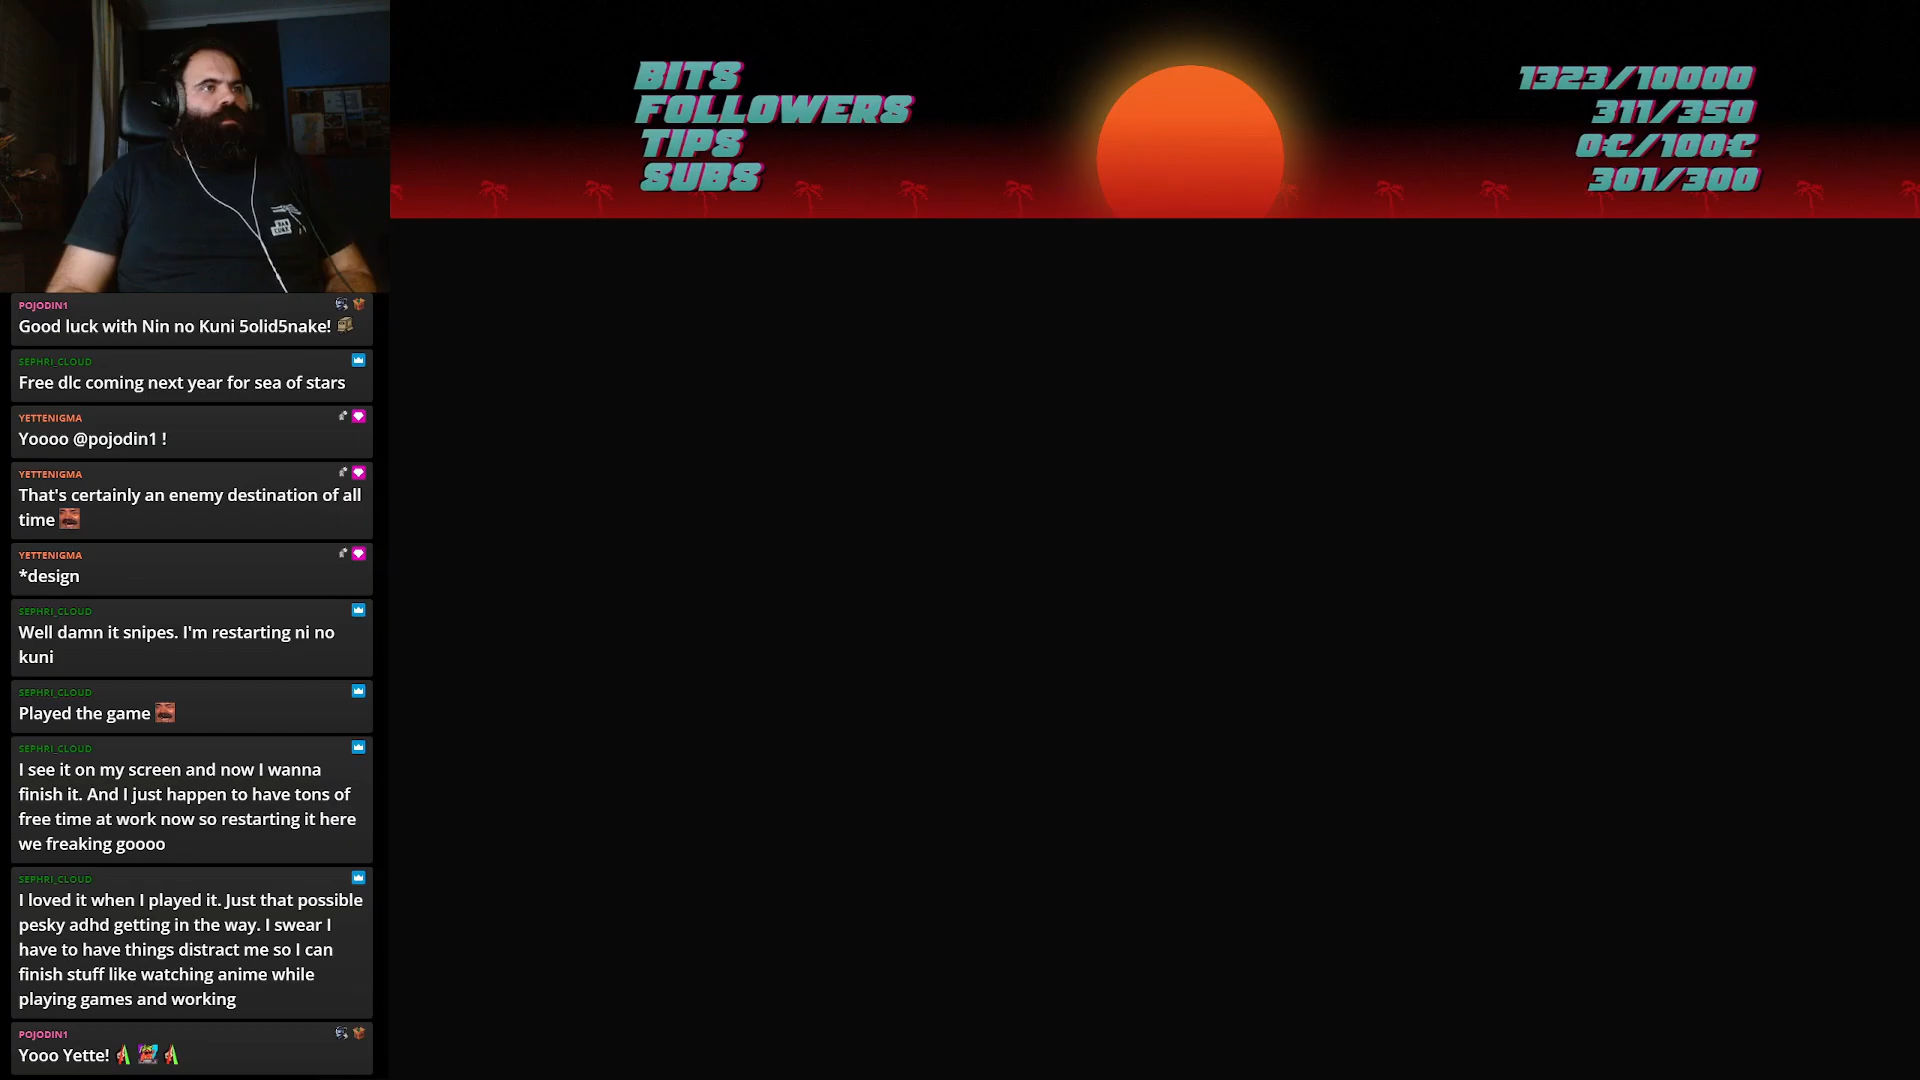 BITS
FOLLOWERS
TIPS
SUBS
1323/10000
311/350
0€/100€
301/300
POJODIN1
Good luck with Nin no Kuni 5olid5nake!
SEPHRI_CLOUD
Free dlc coming next year for sea of stars
YETTENIGMA
Yoooo @pojodin1 !
YETTENIGMA
That's certainly an enemy destination of all
time
YETTENIGMA
*design
SEPHRI_CLOUD
Well damn it snipes. I'm restarting ni no
kuni
SEPHRI_CLOUD
Played the game
SEPHRI_CLOUD
I see it on my screen and now I wanna
finish it. And I just happen to have tons of
free time at work now so restarting it here
we freaking goooo
SEPHRI_CLOUD
I loved it when I played it. Just that possible
pesky adhd getting in the way. I swear I
have to have things distract me so I can
finish stuff like watching anime while
playing games and working
POJODIN1
Yooo Yette!